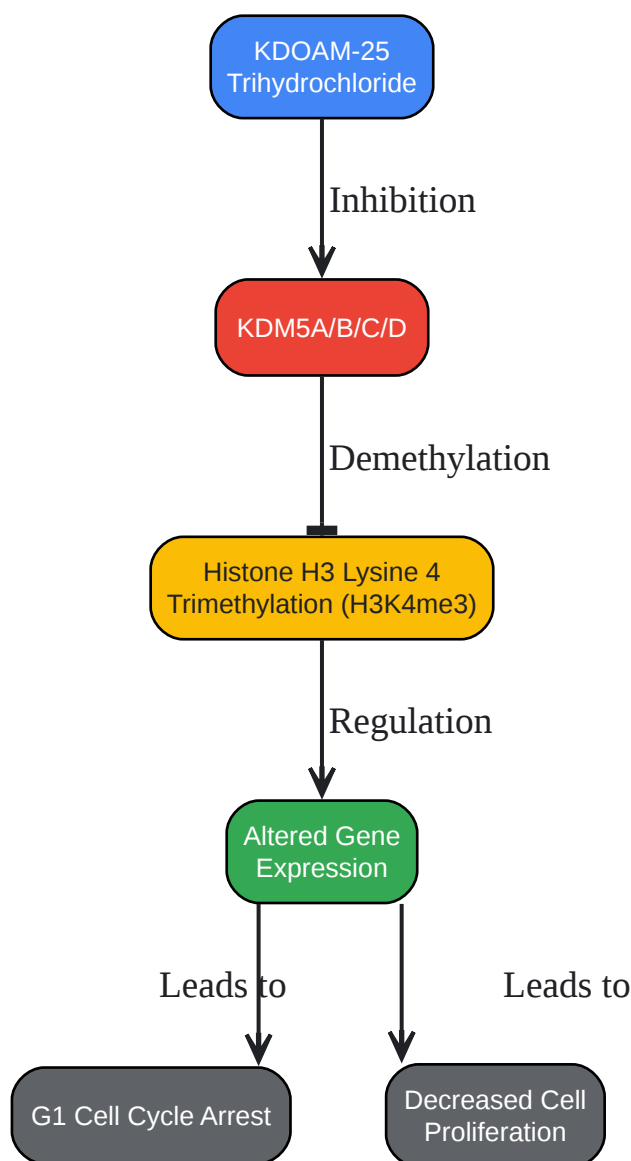 KDOAM-25
Trihydrochloride
Inhibition
KDM5A/B/C/D
Demethylation
Histone H3 Lysine 4
Trimethylation (H3K4me3)
Regulation
Altered Gene
Expression
Leads to
Leads to
G1 Cell Cycle Arrest
Decreased Cell
Proliferation